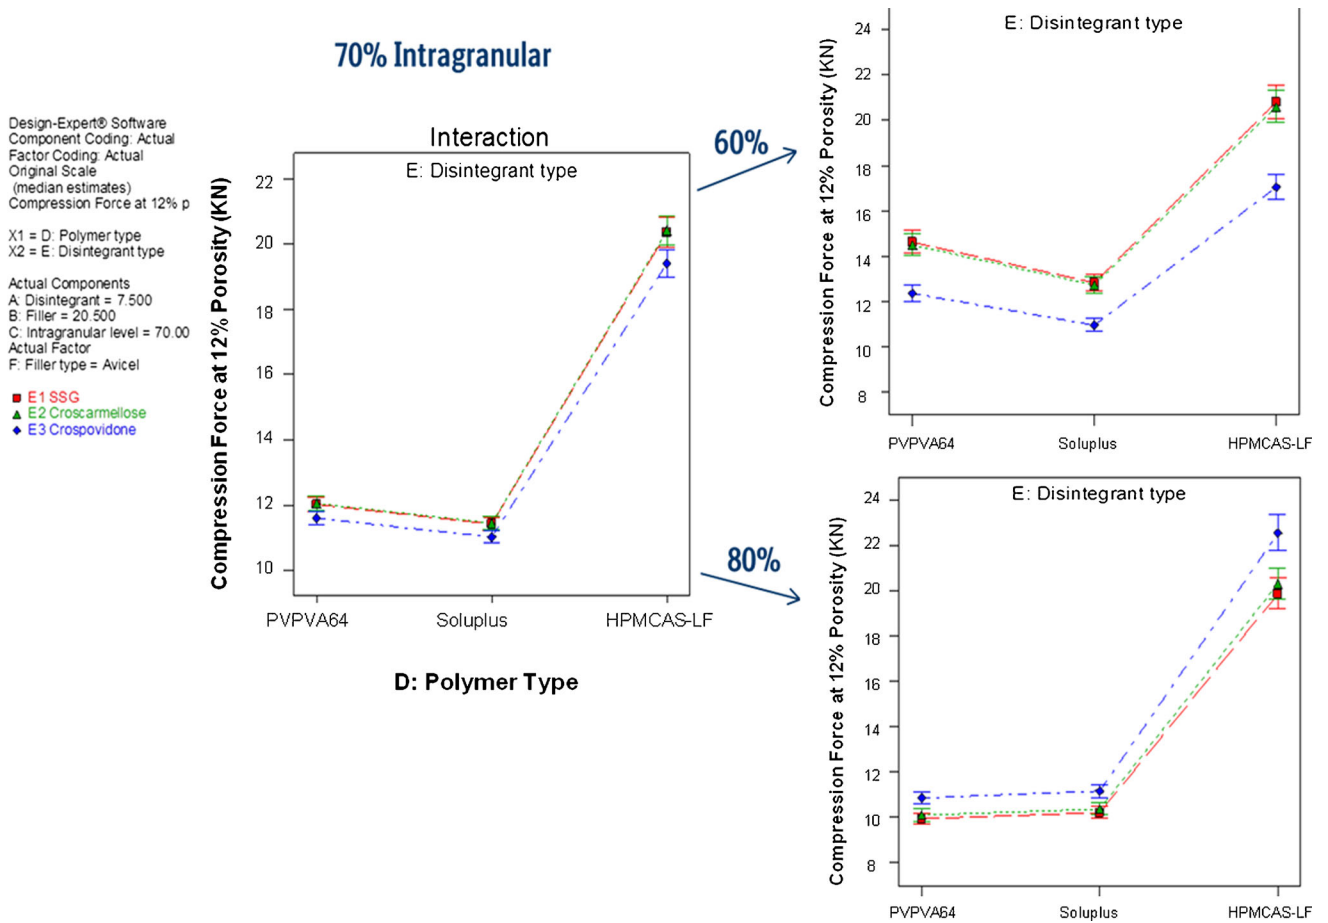 70% Intragranular
Design-Expert® Software
Component Coding: Actual
Factor Coding: Actual
Original Scale
(median estimates)
Compression Force at 12% p
X1 = D: Polymer type
X2 = E: Disintegrant type
Actual Components
A: Disintegrant = 7.500
B: Filler = 20.500
C: Intragranular level = 70.00
Actual Factor
F: Filler type = Avicel
E1 SSG
E2 Croscarmellose
E3 Crospovidone
Interaction
E: Disintegrant type
Compression Force at 12% Porosity (KN)
22
20
18
16
14
12
10
PVPVA64
Soluplus
HPMCAS-LF
D: Polymer Type
60%
80%
E: Disintegrant type
Compression Force at 12% Porosity (KN)
24
22
20
18
16
14
12
10
8
PVPVA64
Soluplus
HPMCAS-LF
E: Disintegrant type
Compression Force at 12% Porosity (KN)
24
22
20
18
16
14
12
10
8
PVPVA64
Soluplus
HPMCAS-LF